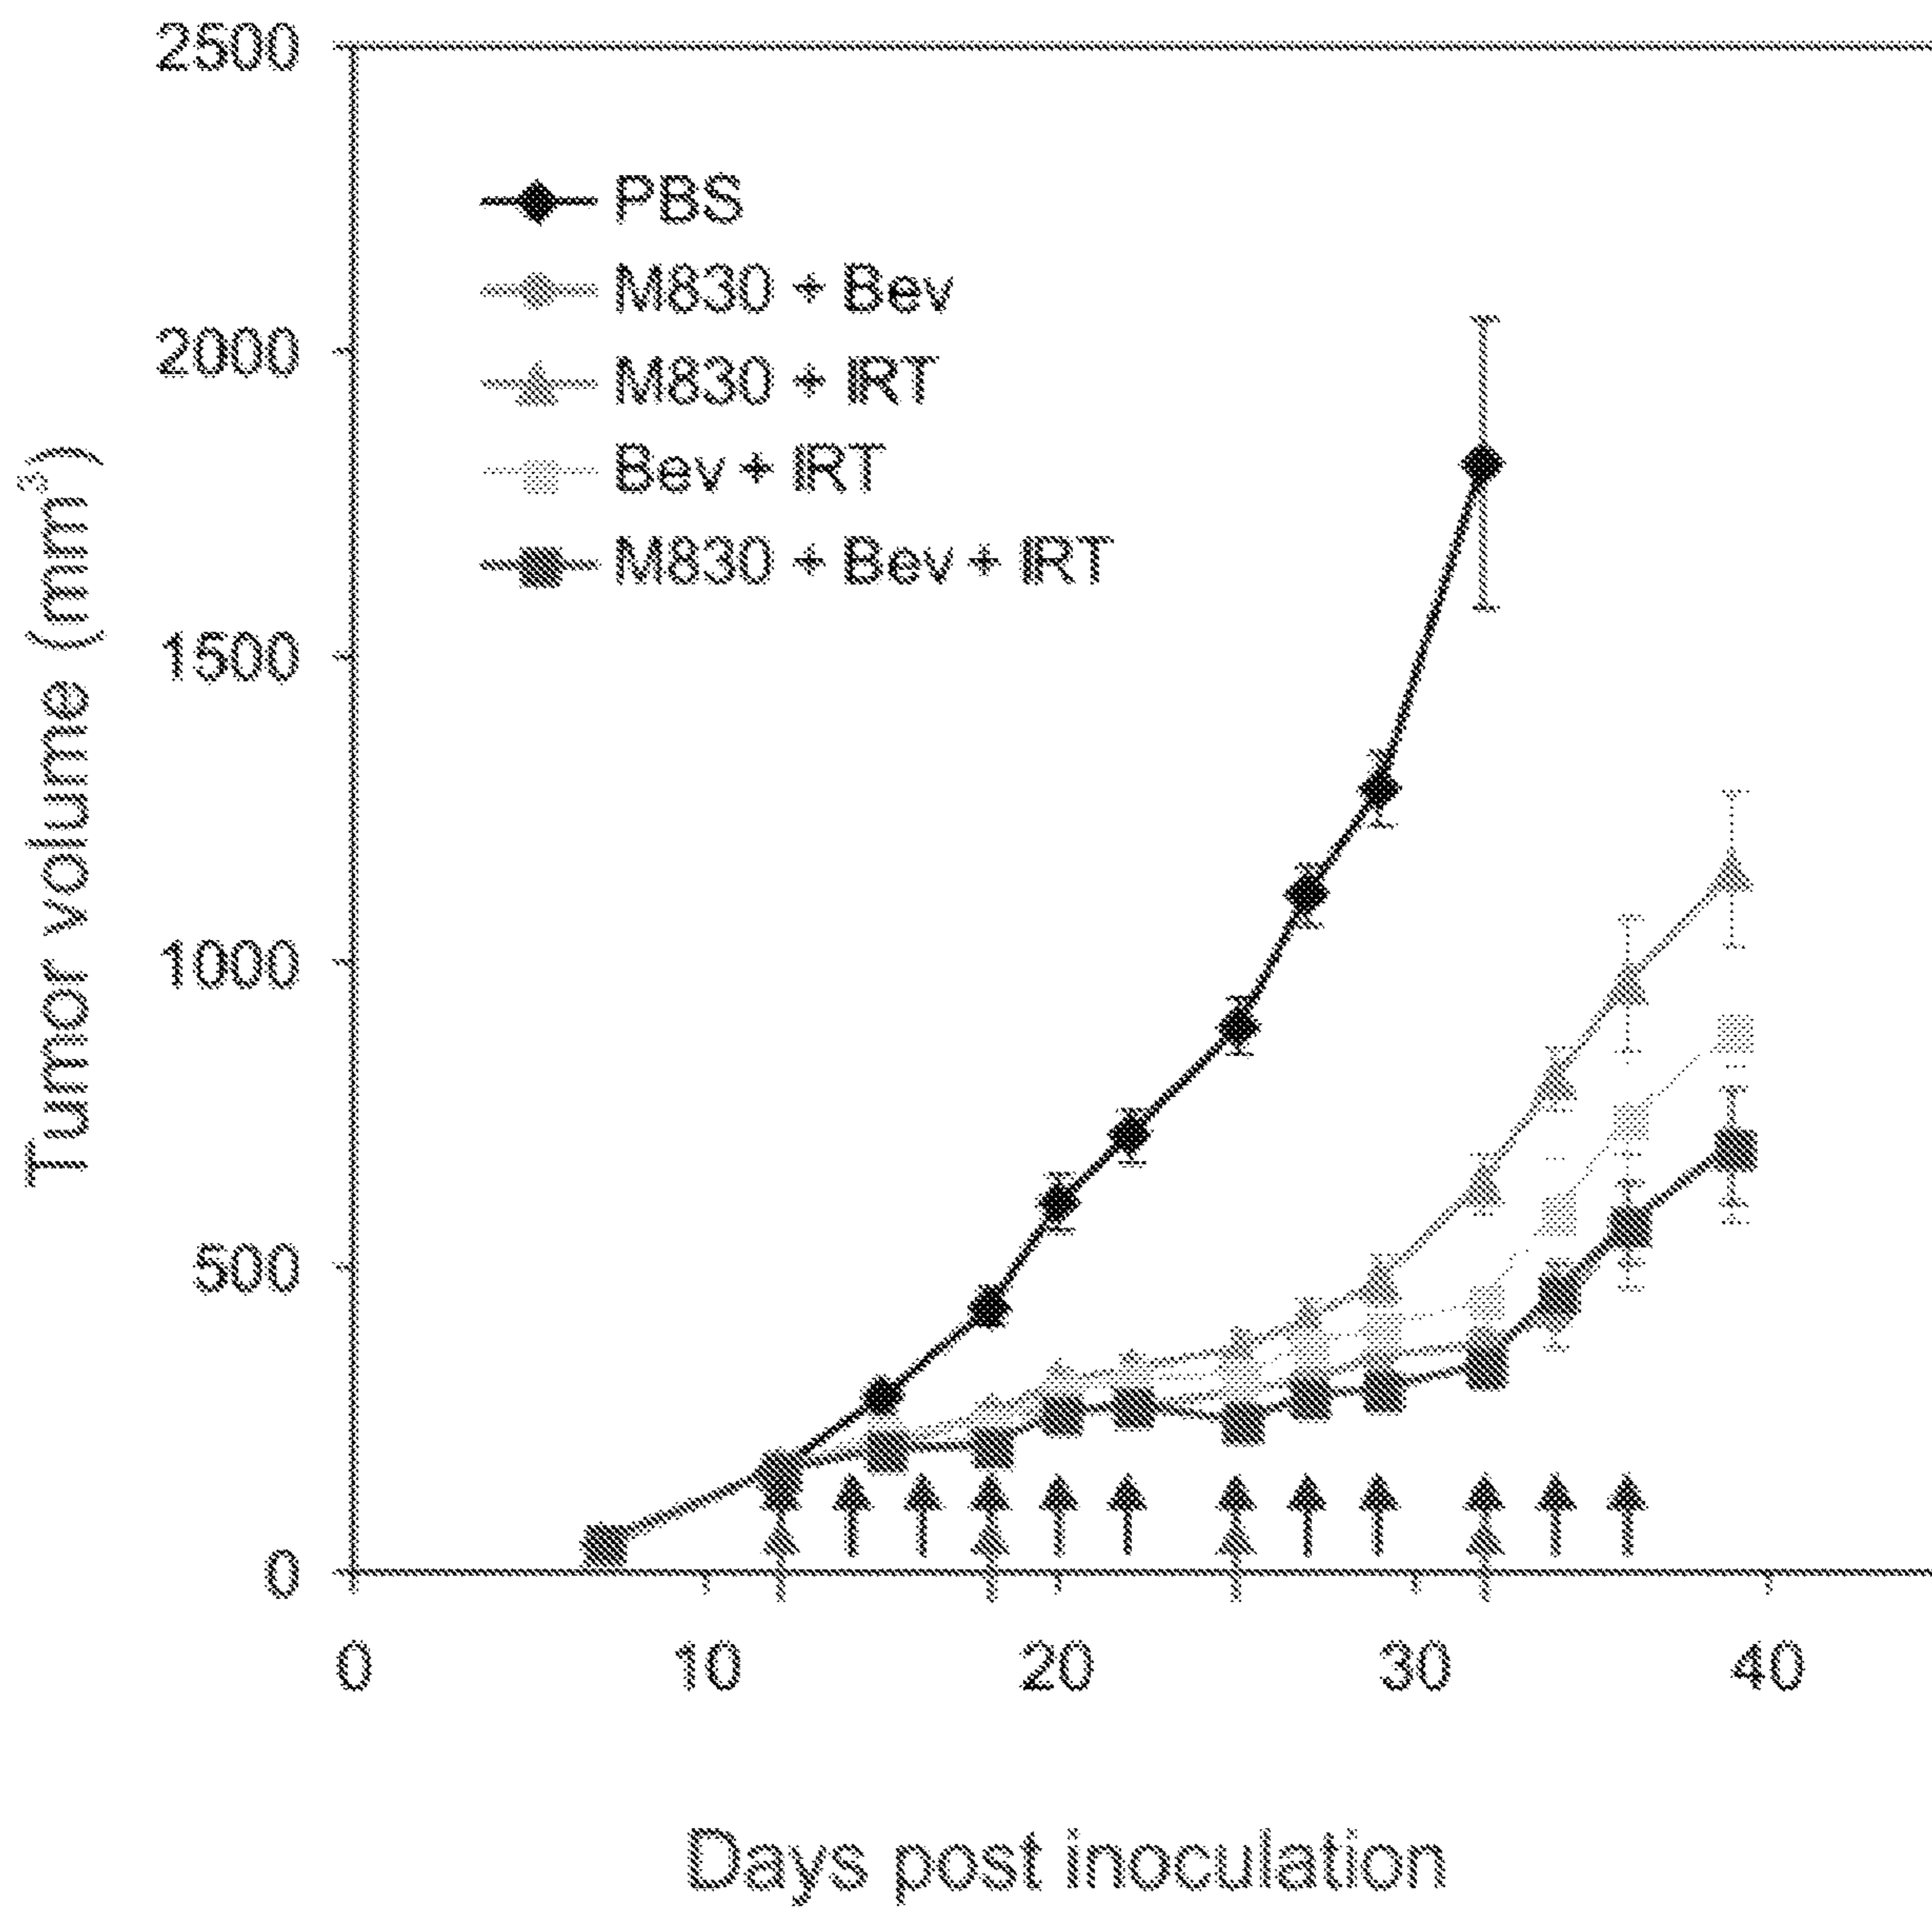 2500
2000
1500
1000
500
0
Tumor volume (mm³)
PBS
M830 + Bev
M830 + IRT
Bev + IRT
M830 + Bev + IRT
0 10 20 30 40
Days post inoculation